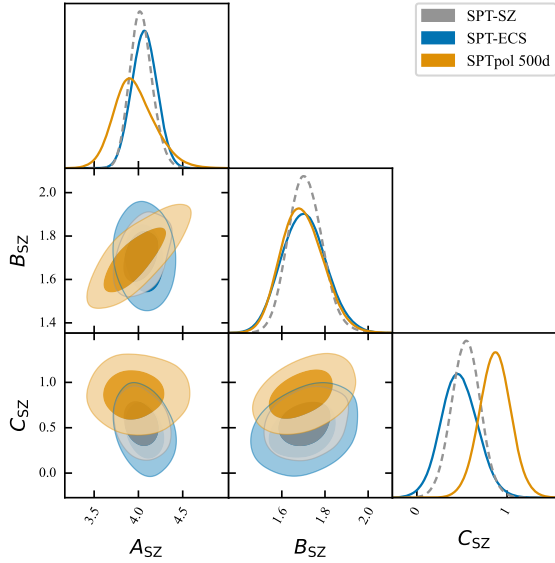 SPT-SZ
SPT-ECS
SPTpol 500d
2.0
1.8
1.6
1.4
B_SZ
1.0
0.5
0.0
C_SZ
3.5 4.0 4.5
1.6 1.8 2.0
0 1
A_SZ
B_SZ
C_SZ